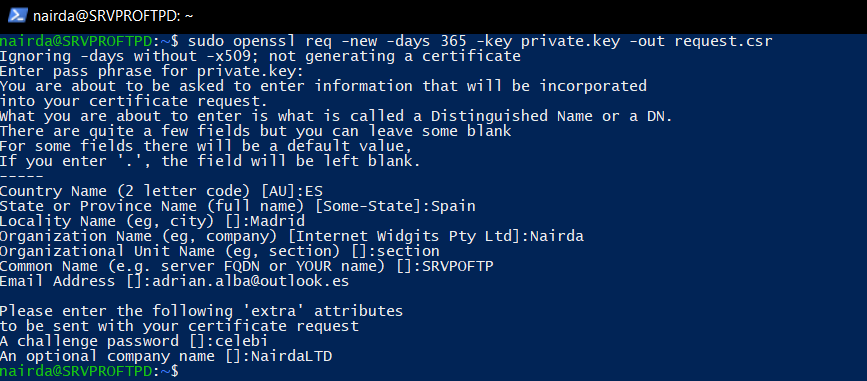 nairda@SRVPROFTPD: ~
nairda@SRVPROFTPD:~$ sudo openssl req -new -days 365 -key private.key -out request.csr
Ignoring -days without -x509; not generating a certificate
Enter pass phrase for private.key:
You are about to be asked to enter information that will be incorporated
into your certificate request.
What you are about to enter is what is called a Distinguished Name or a DN.
There are quite a few fields but you can leave some blank
For some fields there will be a default value,
If you enter '.', the field will be left blank.
-----
Country Name (2 letter code) [AU]:ES
State or Province Name (full name) [Some-State]:Spain
Locality Name (eg, city) []:Madrid
Organization Name (eg, company) [Internet Widgits Pty Ltd]:Nairda
Organizational Unit Name (eg, section) []:section
Common Name (e.g. server FQDN or YOUR name) []:SRVPOFTP
Email Address []:adrian.alba@outlook.es
Please enter the following 'extra' attributes
to be sent with your certificate request
A challenge password []:celebi
An optional company name []:NairdaLTD
nairda@SRVPROFTPD:~$